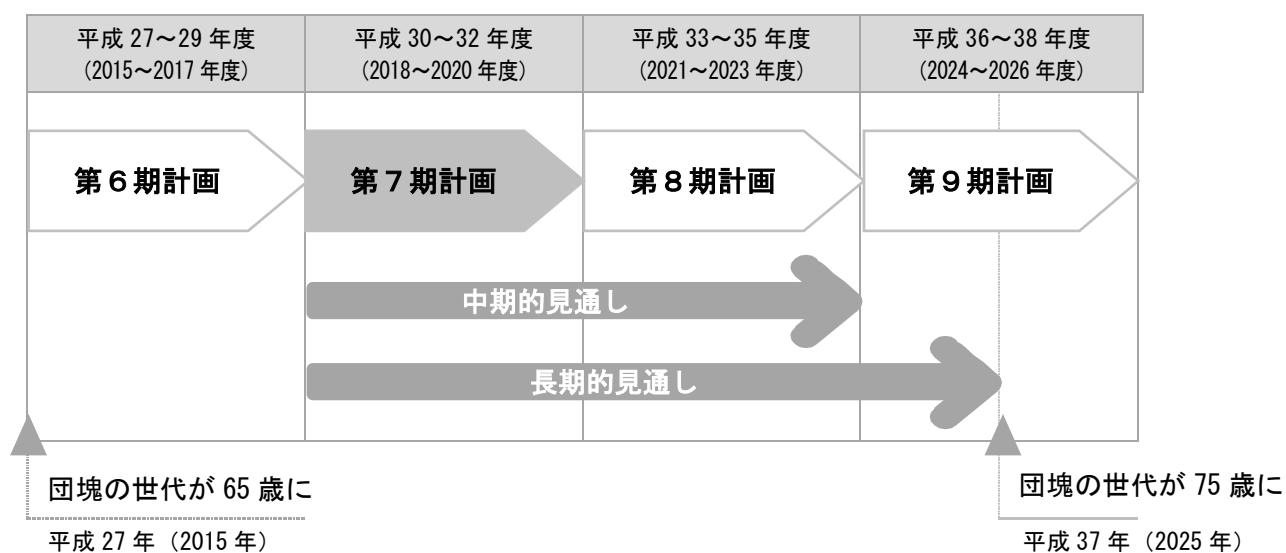 平成 27～29 年度
(2015～2017 年度)
平成 30～32 年度
(2018～2020 年度)
平成 33～35 年度
(2021～2023 年度)
平成 36～38 年度
(2024～2026 年度)
第６期計画
第７期計画
第８期計画
第９期計画
中期的見通し
長期的見通し
団塊の世代が 65 歳に
平成 27 年（2015 年）
団塊の世代が 75 歳に
平成 37 年（2025 年）